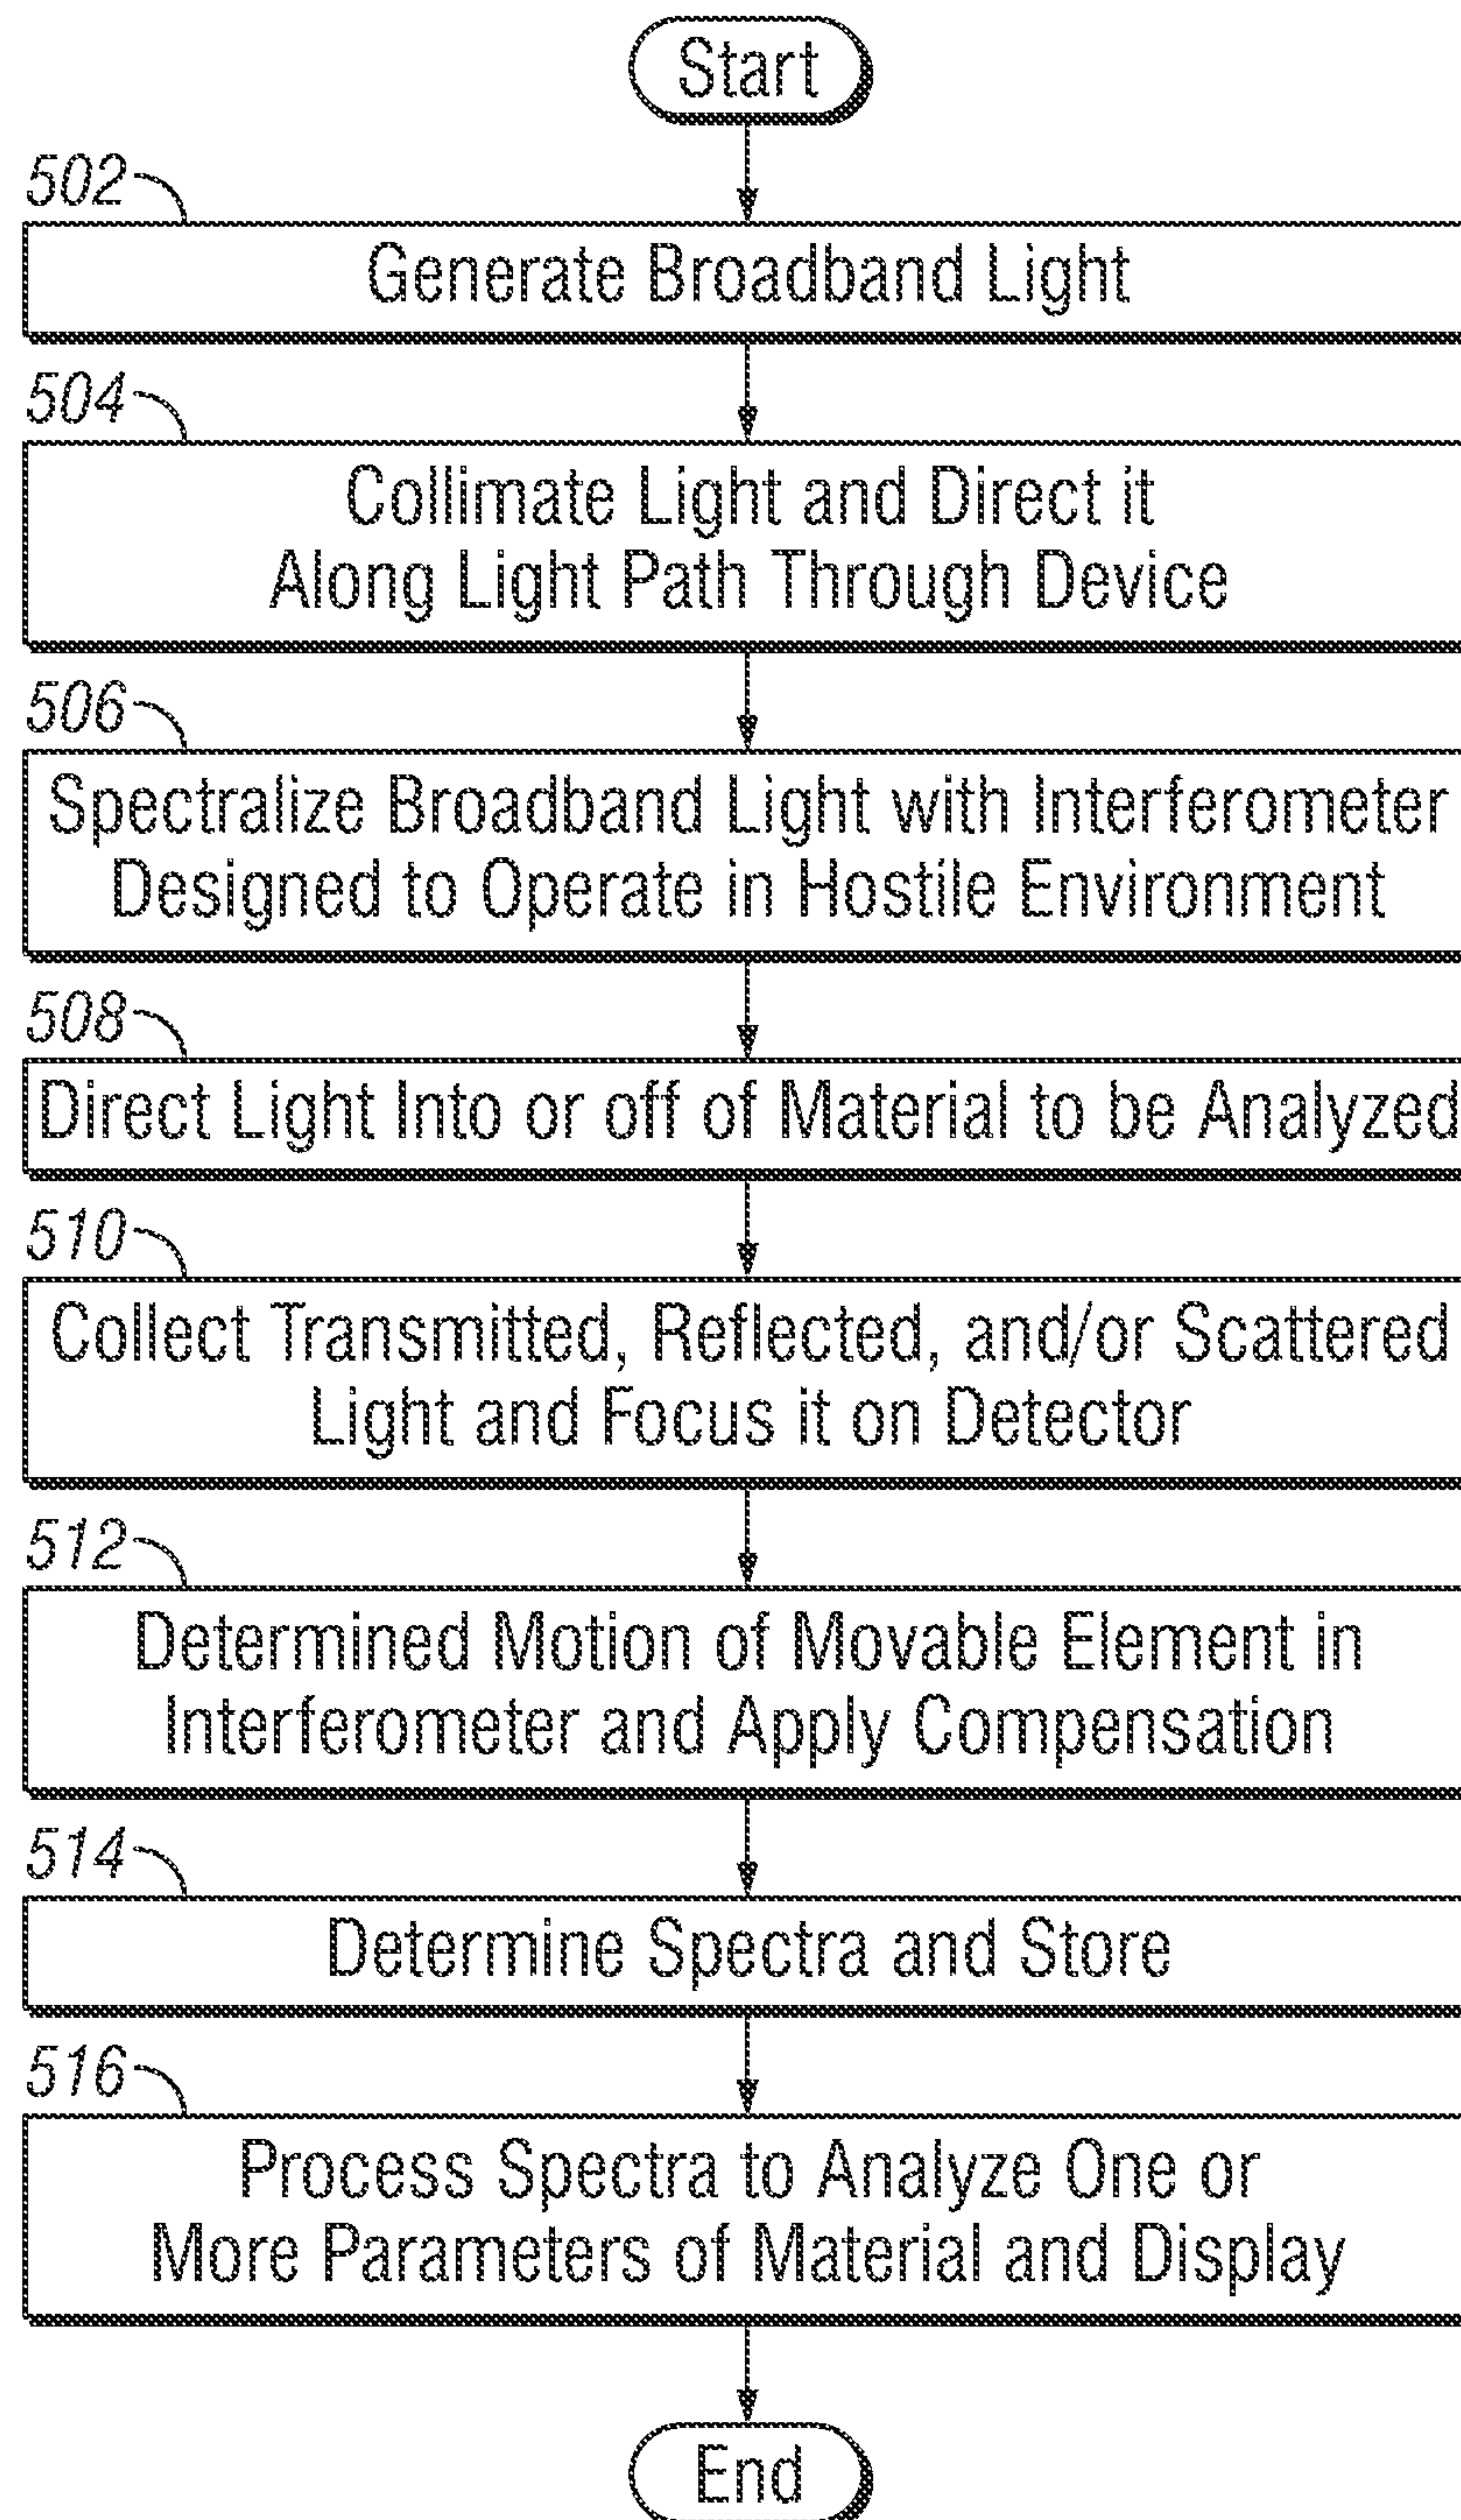 Start
502
Generate Broadband Light
504
Collimate Light and Direct it
Along Light Path Through Device
506
Spectralize Broadband Light with Interferometer
Designed to Operate in Hostile Environment
508
Direct Light Into or off of Material to be Analyzed
510
Collect Transmitted, Reflected, and/or Scattered
Light and Focus it on Detector
512
Determined Motion of Movable Element in
Interferometer and Apply Compensation
514
Determine Spectra and Store
516
Process Spectra to Analyze One or
More Parameters of Material and Display
End